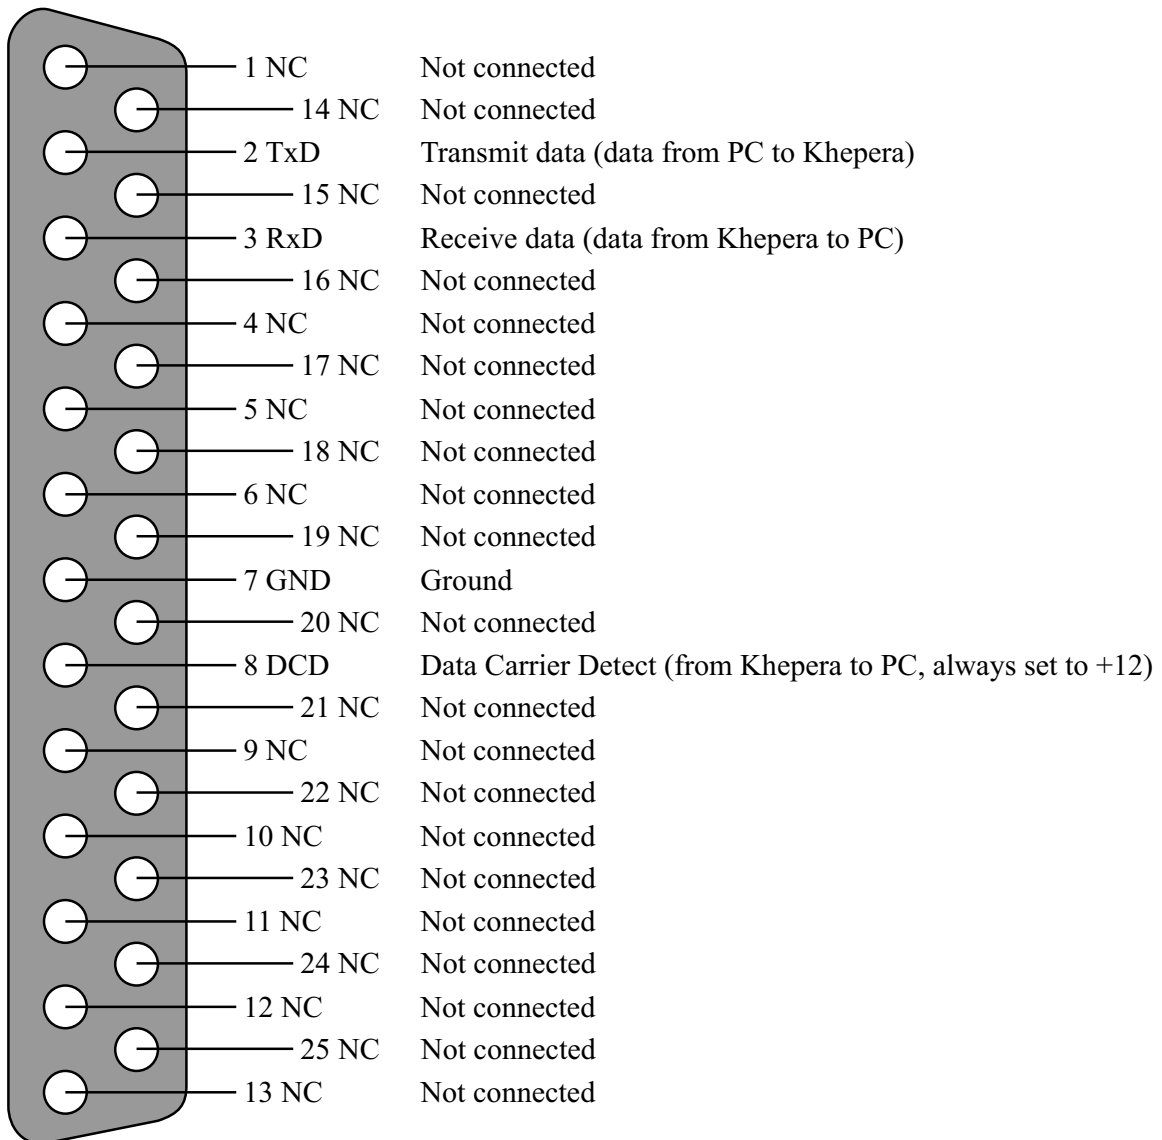 1 NC Not connected
14 NC Not connected
2 TxD Transmit data (data from PC to Khepera)
15 NC Not connected
3 RxD Receive data (data from Khepera to PC)
16 NC Not connected
4 NC Not connected
17 NC Not connected
5 NC Not connected
18 NC Not connected
6 NC Not connected
19 NC Not connected
7 GND Ground
20 NC Not connected
8 DCD Data Carrier Detect (from Khepera to PC, always set to +12)
21 NC Not connected
9 NC Not connected
22 NC Not connected
10 NC Not connected
23 NC Not connected
11 NC Not connected
24 NC Not connected
12 NC Not connected
25 NC Not connected
13 NC Not connected